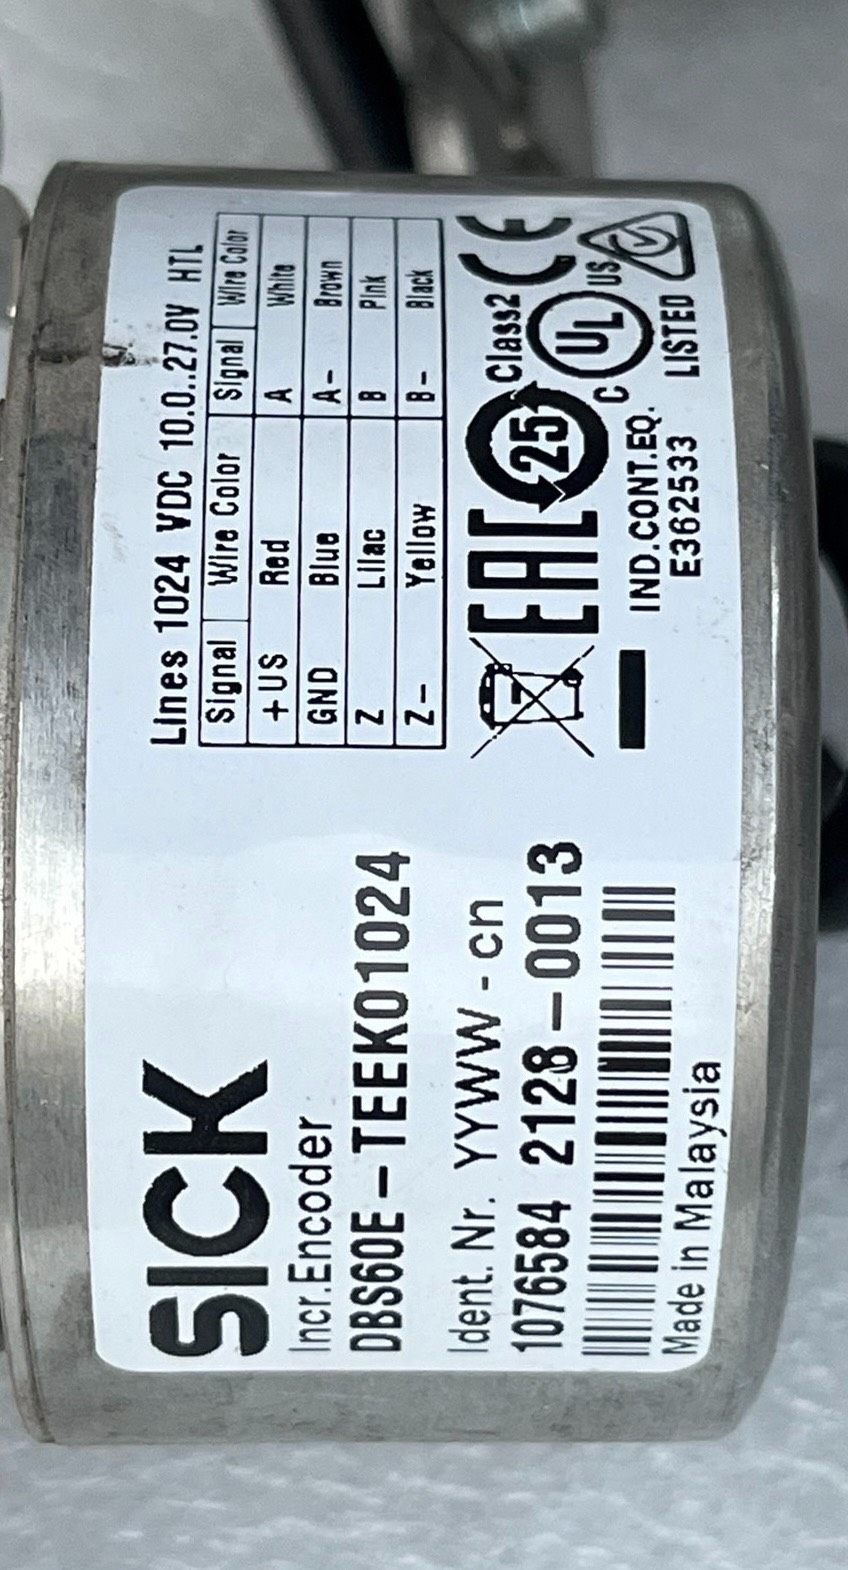 SICK
Incr.Encoder
DBS60E-TEEK01024
Ident. Nr. YYWW - cn
1076584 2128-0013
Made in Malaysia
Lines 1024 VDC 10.0..27.0V HTL
Signal Wire Color Signal Wire Color
+US Red A White
GND Blue A- Brown
Z Lilac B Pink
Z- Yellow B- Black
EAC 25 Class2 CE
C UL US
IND.CONT.EQ. LISTED
E362533